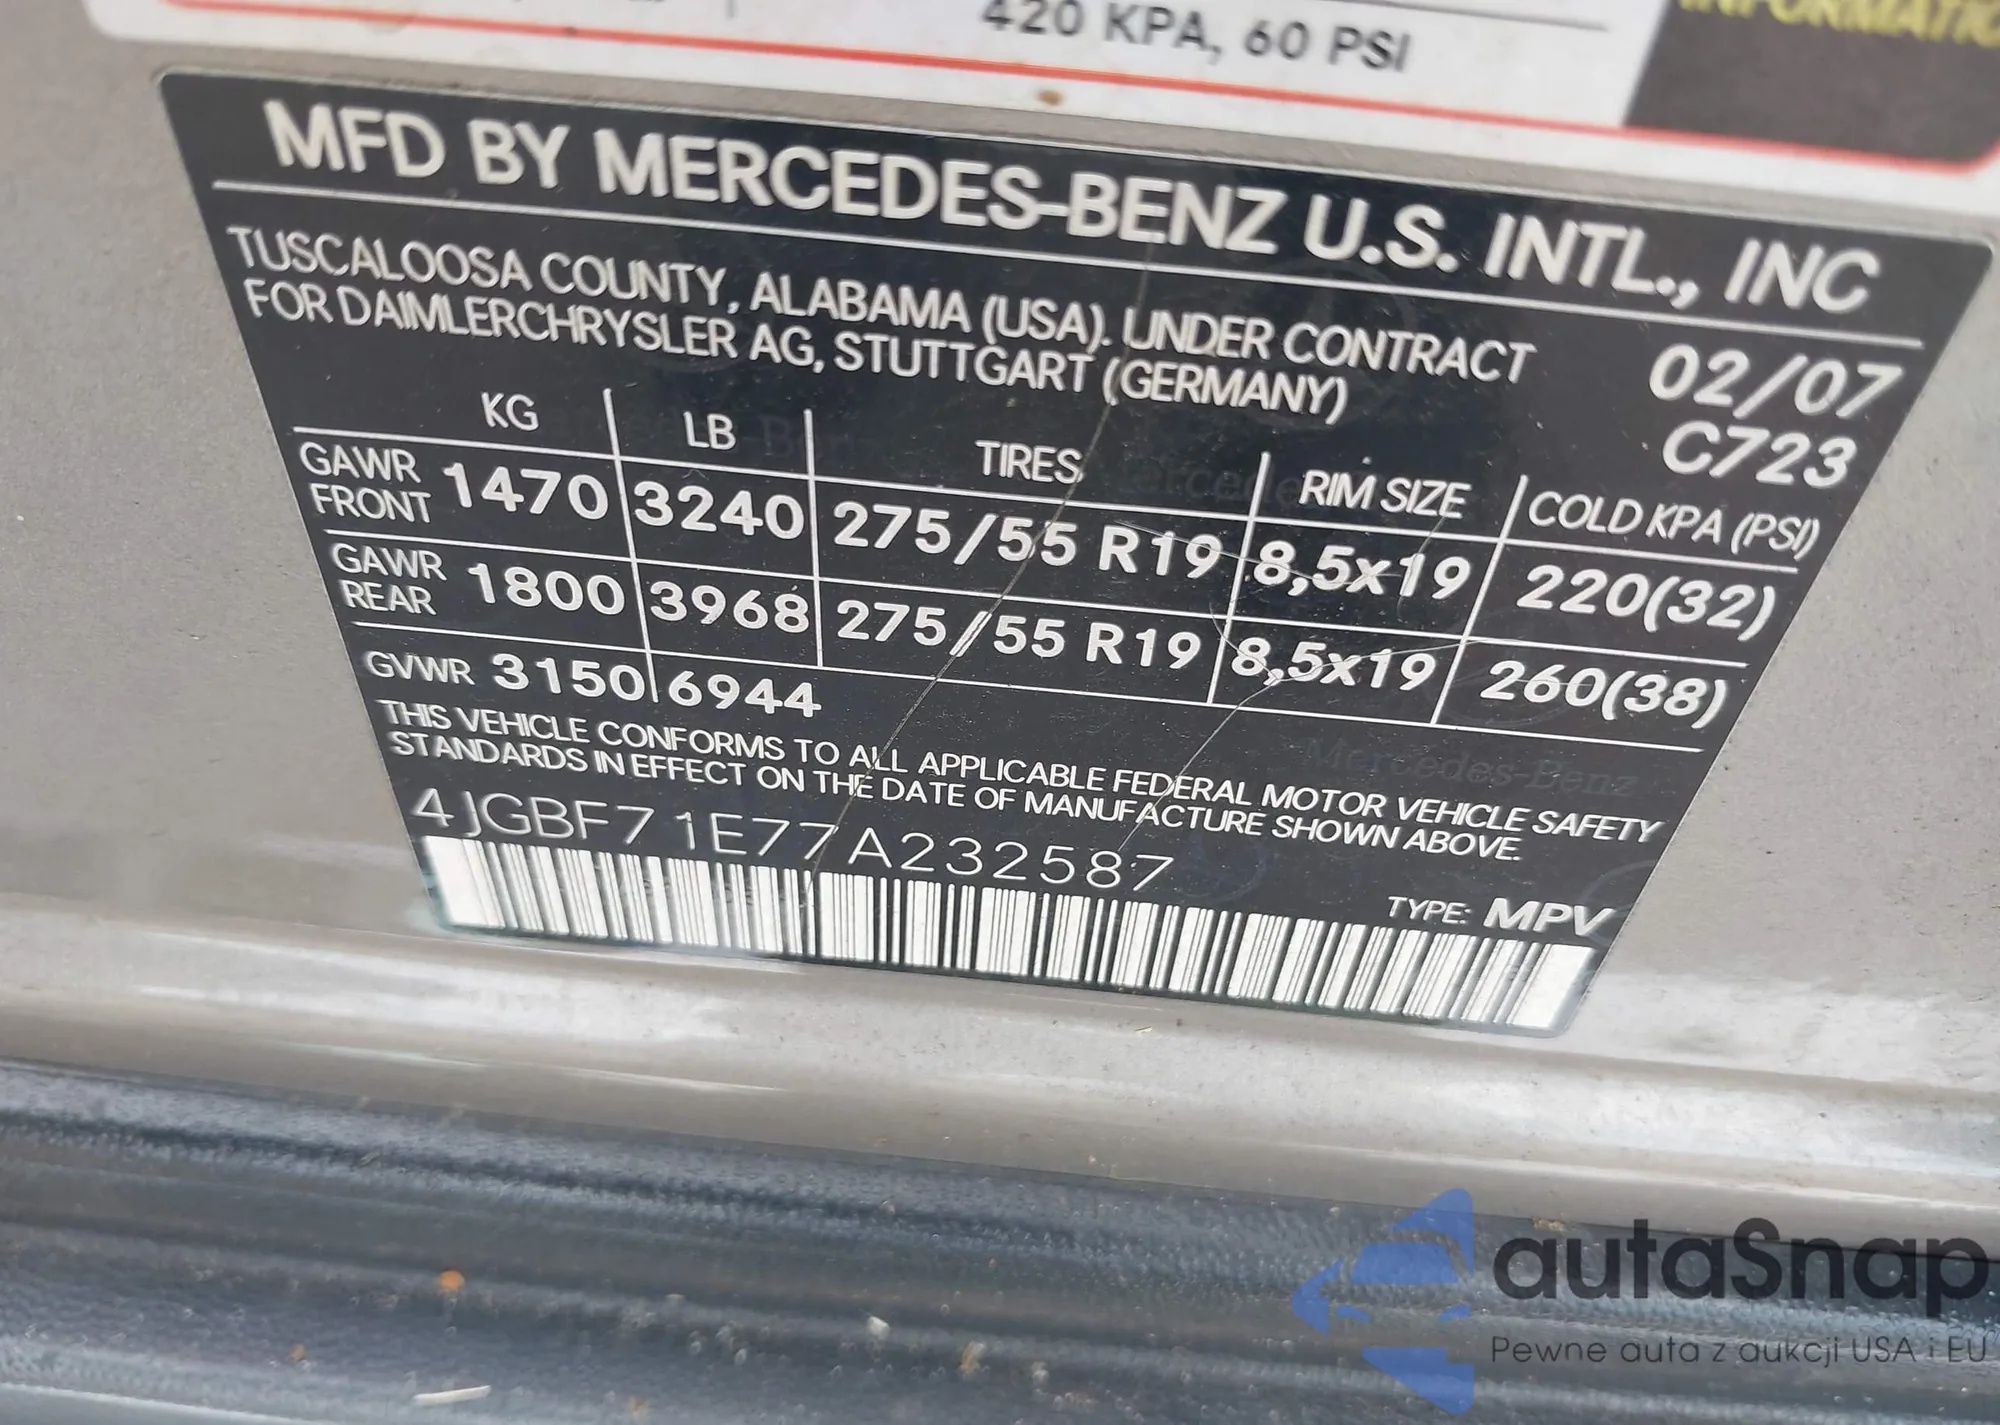 420 KPA, 60 PSI
INFORMATION
MFD BY MERCEDES-BENZ U.S. INTL., INC
TUSCALOOSA COUNTY, ALABAMA (USA). UNDER CONTRACT
FOR DAIMLERCHRYSLER AG, STUTTGART (GERMANY)
02/07
C723
KG LB TIRES RIM SIZE COLD KPA (PSI)
GAWR FRONT 1470 3240 275/55 R19 8,5x19 220(32)
GAWR REAR 1800 3968 275/55 R19 8,5x19 260(38)
GVWR 3150 6944
THIS VEHICLE CONFORMS TO ALL APPLICABLE FEDERAL MOTOR VEHICLE SAFETY
STANDARDS IN EFFECT ON THE DATE OF MANUFACTURE SHOWN ABOVE.
4JGBF71E77A232587
TYPE: MPV
Mercedes-Benz
autaSnap
Pewne auta z aukcji USA i EU